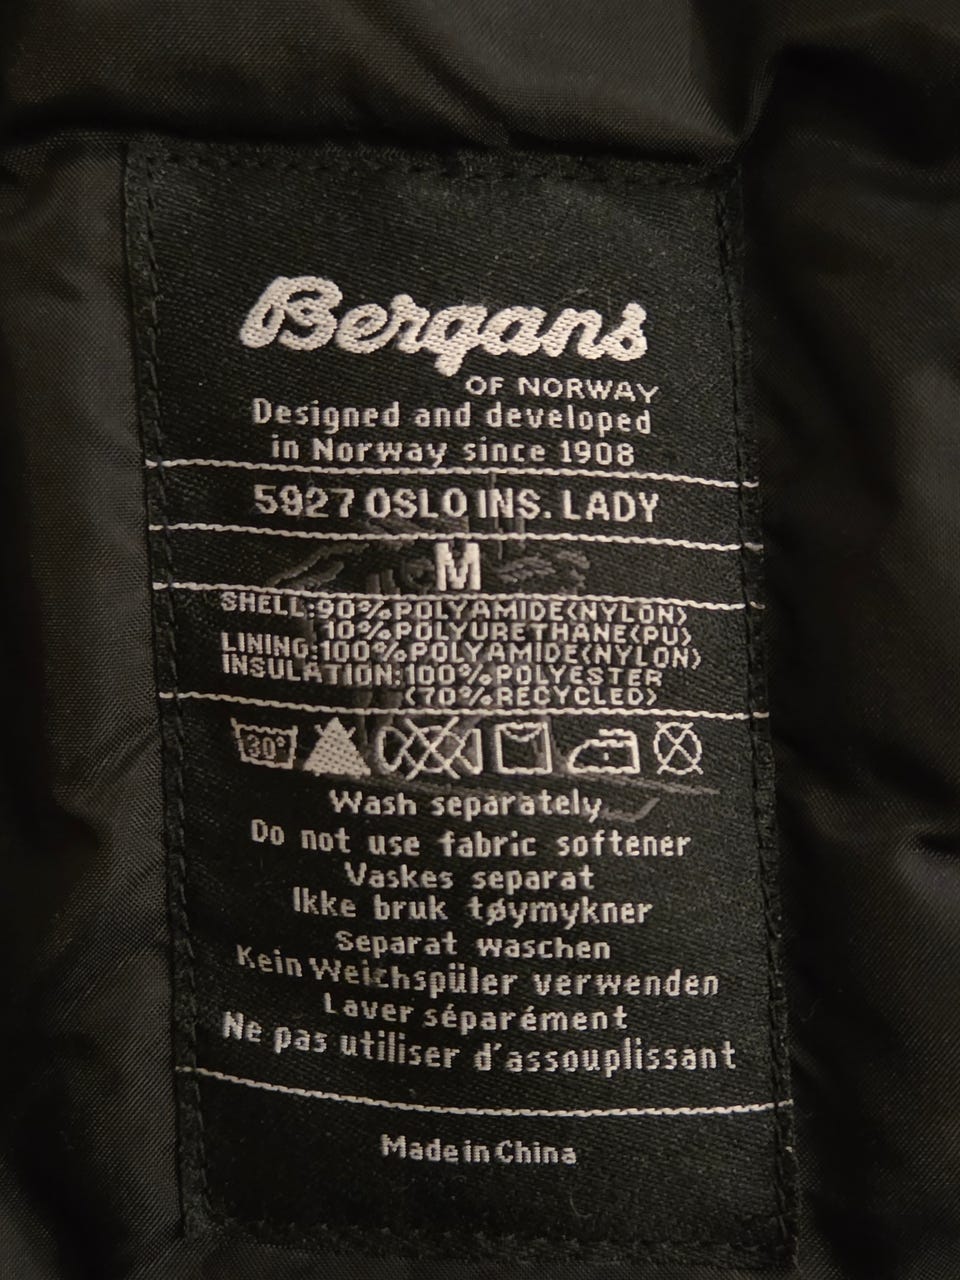 Bergans
OF NORWAY
Designed and developed
in Norway since 1908
5927 OSLO INS. LADY
M
SHELL:90%POLYAMIDE(NYLON)
10%POLYURETHANE(PU)
LINING:100%POLYAMIDE(NYLON)
INSULATION:100%POLYESTER
(70%RECYCLED)
30°
Wash separately
Do not use fabric softener
Vaskes separat
Ikke bruk tøymykner
Separat waschen
Kein Weichspüler verwenden
Laver séparément
Ne pas utiliser d'assouplissant
Made in China